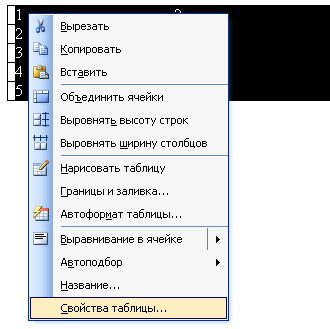 1
2
3
4
5
Вырезать
Копировать
Вставить
Объединить ячейки
Выровнять высоту строк
Выровнять ширину столбцов
Нарисовать таблицу
Границы и заливка...
Автоформат таблицы...
Выравнивание в ячейке
Автоподбор
Название...
Свойства таблицы...